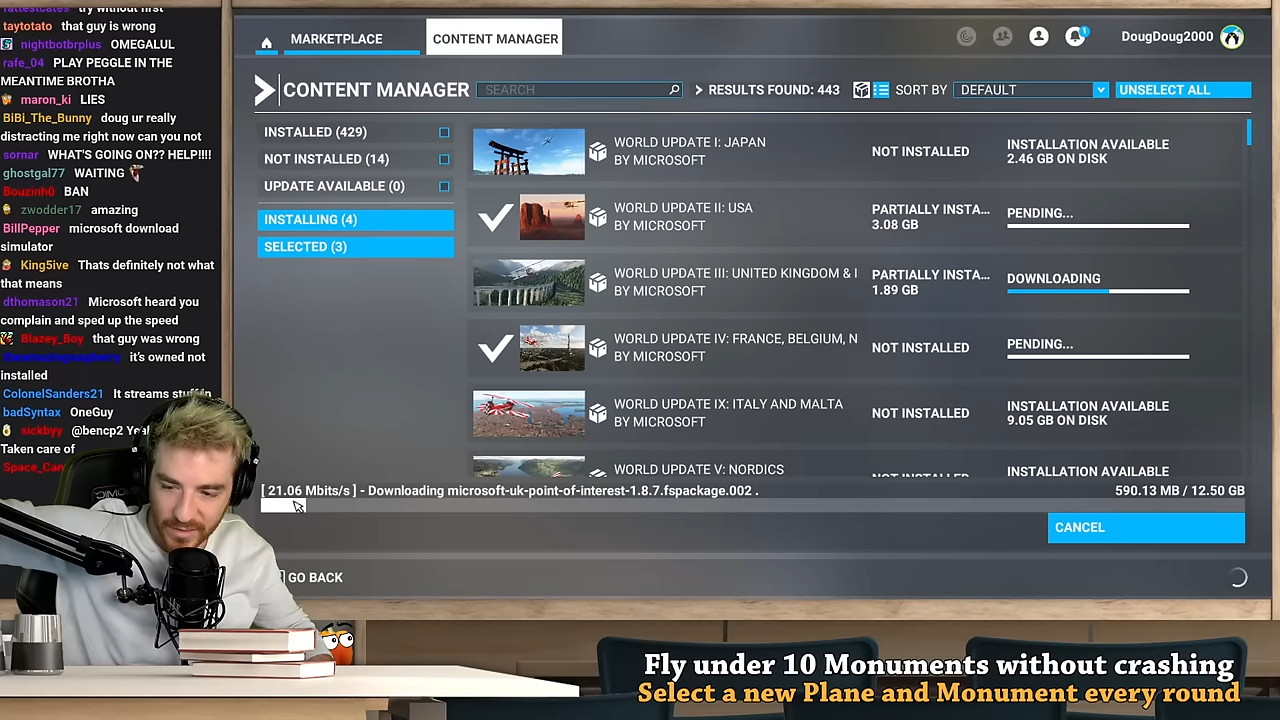 fattestcates try without first
taytotato that guy is wrong
nightbotbrplus OMEGALUL
rafe_04 PLAY PEGGLE IN THE
MEANTIME BROTHA
maron_ki LIES
BiBi_The_Bunny doug ur really
distracting me right now can you not
sornar WHAT'S GOING ON?? HELP!!!!
ghostgal77 WAITING
Bouzinh0 BAN
zwodder17 amazing
BillPepper microsoft download
simulator
King5ive Thats definitely not what
that means
dthomason21 Microsoft heard you
complain and sped up the speed
Blazey_Boy that guy was wrong
it's owned not
installed
ColonelSanders21 It streams stuff in
badSyntax OneGuy
sickbyy @bencp2
Taken care of
MARKETPLACE
CONTENT MANAGER
1
DougDoug2000
CONTENT MANAGER
SEARCH
RESULTS FOUND: 443
SORT BY
DEFAULT
UNSELECT ALL
INSTALLED (429)
NOT INSTALLED (14)
UPDATE AVAILABLE (0)
INSTALLING (4)
SELECTED (3)
WORLD UPDATE I: JAPAN
BY MICROSOFT
NOT INSTALLED
INSTALLATION AVAILABLE
2.46 GB ON DISK
WORLD UPDATE II: USA
BY MICROSOFT
PARTIALLY INSTA...
3.08 GB
PENDING...
WORLD UPDATE III: UNITED KINGDOM & I
BY MICROSOFT
PARTIALLY INSTA...
1.89 GB
DOWNLOADING
WORLD UPDATE IV: FRANCE, BELGIUM, N
BY MICROSOFT
NOT INSTALLED
PENDING...
WORLD UPDATE IX: ITALY AND MALTA
BY MICROSOFT
NOT INSTALLED
INSTALLATION AVAILABLE
9.05 GB ON DISK
WORLD UPDATE V: NORDICS
NOT INSTALLED
INSTALLATION AVAILABLE
[ 21.06 Mbits/s ] - Downloading microsoft-uk-point-of-interest-1.8.7.fspackage.002 .
590.13 MB / 12.50 GB
CANCEL
GO BACK
Fly under 10 Monuments without crashing
Select a new Plane and Monument every round